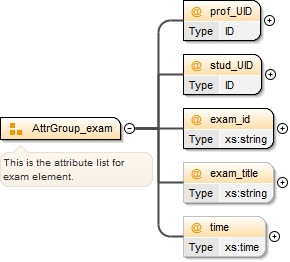 @ prof_UID
Type ID
@ stud_UID
Type ID
AttrGroup_exam
@ exam_id
Type xs:string
This is the attribute list for
exam element.
@ exam_title
Type xs:string
@ time
Type xs:time